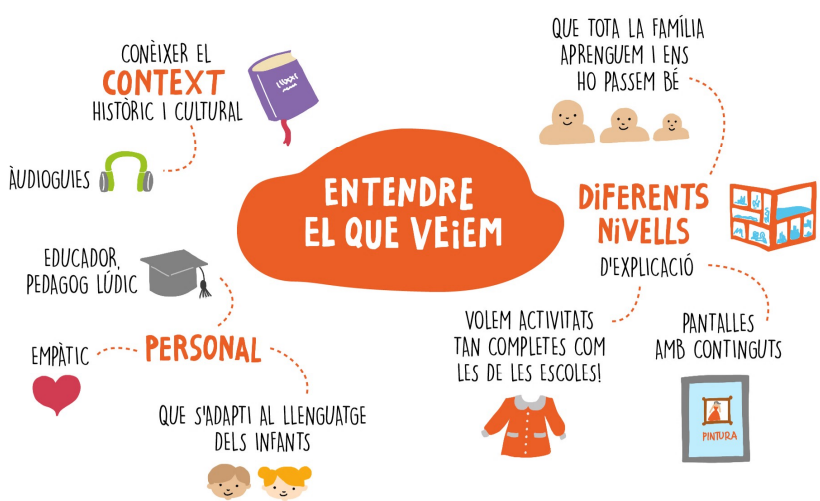 CONÈIXER EL
CONTEXT
HISTÒRIC I CULTURAL
ÀUDIOGUIES
EDUCADOR,
PEDAGOG LÚDIC
EMPÀTIC
PERSONAL
QUE S'ADAPTI AL LLENGUATGE
DELS INFANTS
ENTENDRE
EL QUE VEiEM
QUE TOTA LA FAMÍLIA
APRENGUEM I ENS
HO PASSEM BÉ
DiFERENTS
NiVELLS
D'EXPLICACIÓ
VOLEM ACTIVITATS
TAN COMPLETES COM
LES DE LES ESCOLES!
PANTALLES
AMB CONTINGUTS
PINTURA